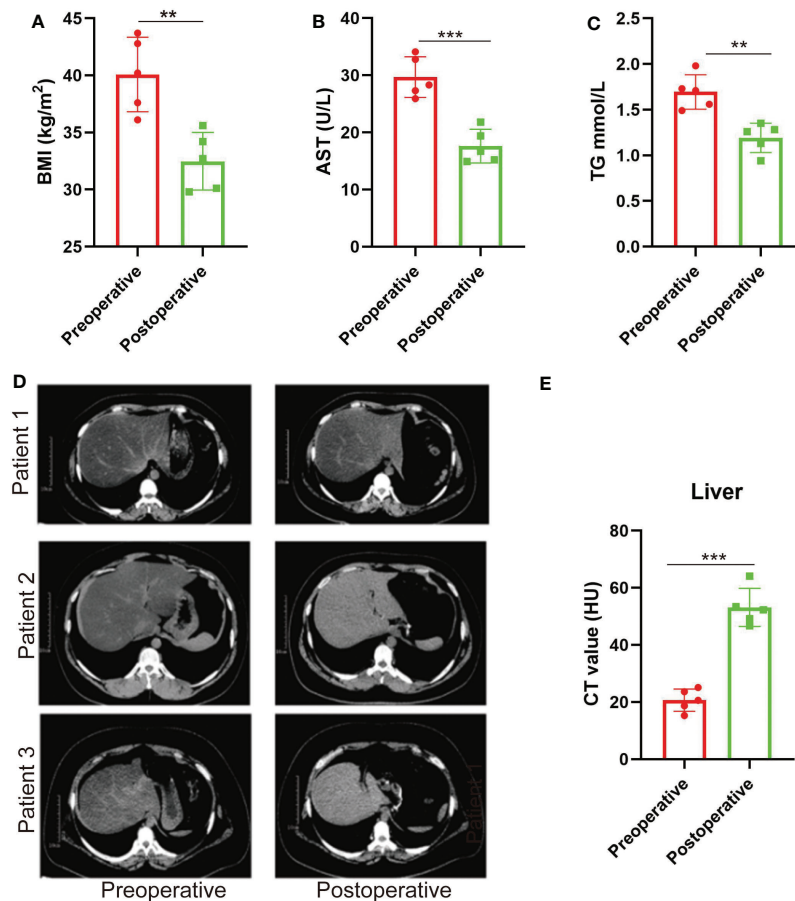 A
**
BMI (kg/m²)
45
40
35
30
25
Preoperative
Postoperative
B
***
AST (U/L)
40
30
20
10
0
Preoperative
Postoperative
C
**
TG mmol/L
2.5
2.0
1.5
1.0
0.5
0.0
Preoperative
Postoperative
D
Patient 1
Patient 2
Patient 3
Patient 1
Preoperative
Postoperative
E
Liver
***
CT value (HU)
80
60
40
20
0
Preoperative
Postoperative